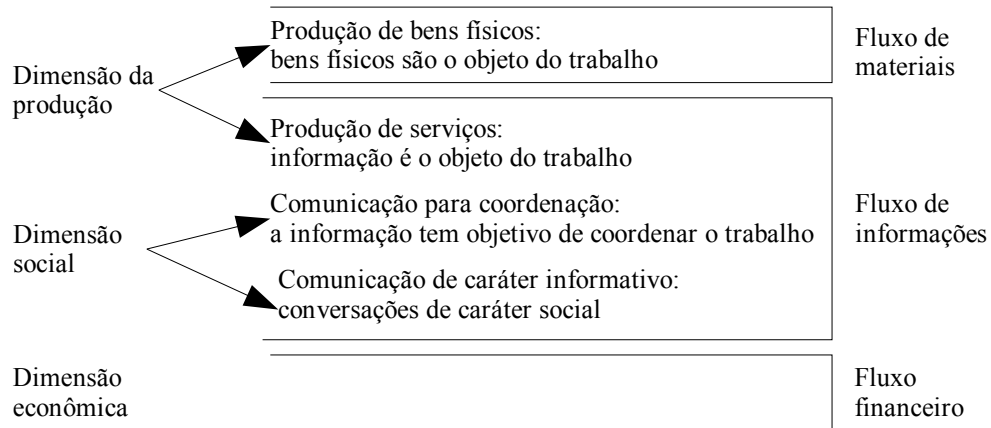 Dimensão da
produção
Produção de bens físicos:
bens físicos são o objeto do trabalho
Fluxo de
materiais
Produção de serviços:
informação é o objeto do trabalho
Dimensão
social
Comunicação para coordenação:
a informação tem objetivo de coordenar o trabalho
Comunicação de caráter informativo:
conversações de caráter social
Fluxo de
informações
Dimensão
econômica
Fluxo
financeiro